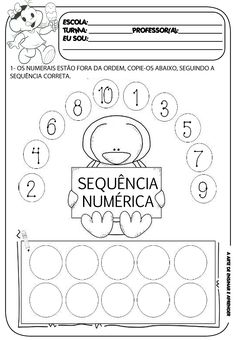 ESCOLA:
TURMA: PROFESSOR(A):
EU SOU:
1- OS NUMERAIS ESTÃO FORA DA ORDEM, COPIE-OS ABAIXO, SEGUINDO A
SEQUÊNCIA CORRETA.
10
1
8
3
6
5
4
7
2
9
SEQUÊNCIA
NUMÉRICA
A ARTE DE ENSINAR E APRENDER